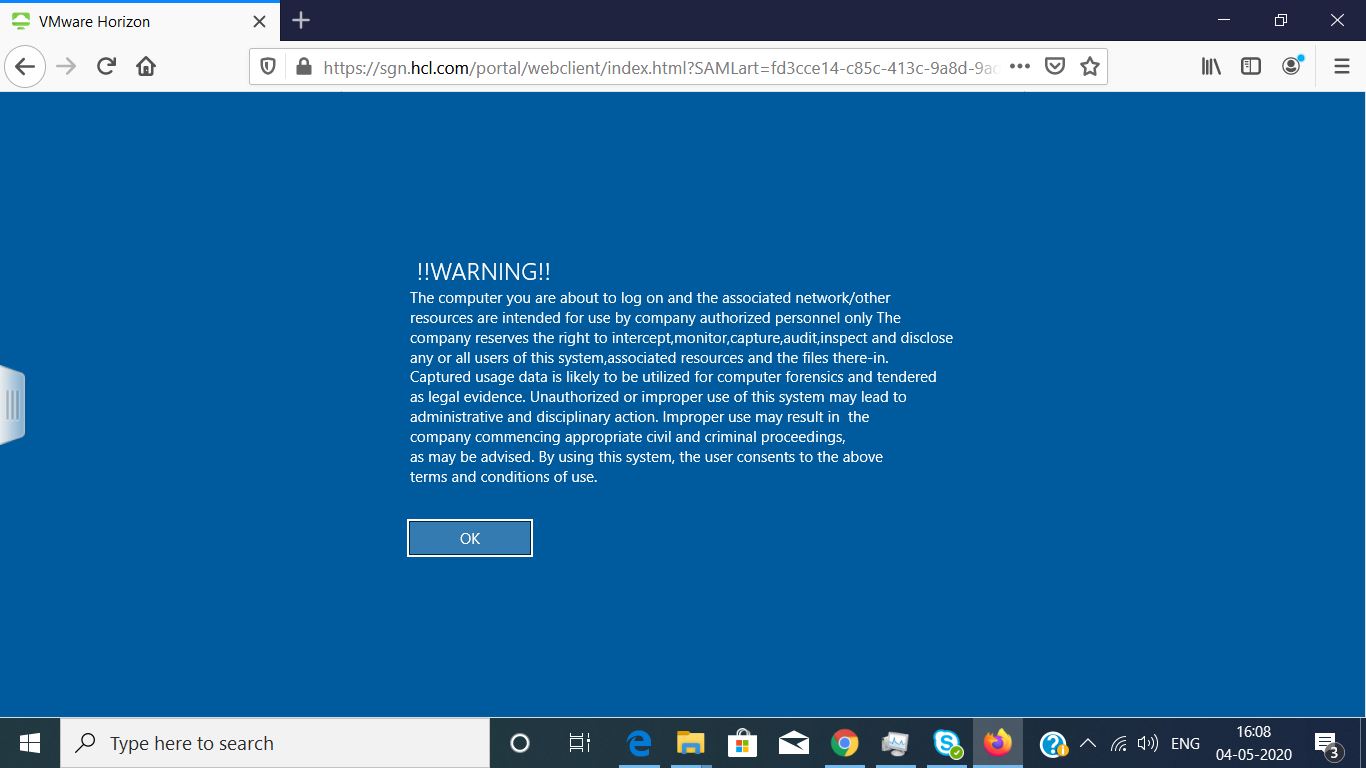 VMware Horizon
https://sgn.hcl.com/portal/webclient/index.html?SAMLart=fd3cce14-c85c-413c-9a8d-9ac
!!WARNING!!
The computer you are about to log on and the associated network/other
resources are intended for use by company authorized personnel only The
company reserves the right to intercept,monitor,capture,audit,inspect and disclose
any or all users of this system,associated resources and the files there-in.
Captured usage data is likely to be utilized for computer forensics and tendered
as legal evidence. Unauthorized or improper use of this system may lead to
administrative and disciplinary action. Improper use may result in  the
company commencing appropriate civil and criminal proceedings,
as may be advised. By using this system, the user consents to the above
terms and conditions of use.
OK
Type here to search
ENG
16:08
04-05-2020
3